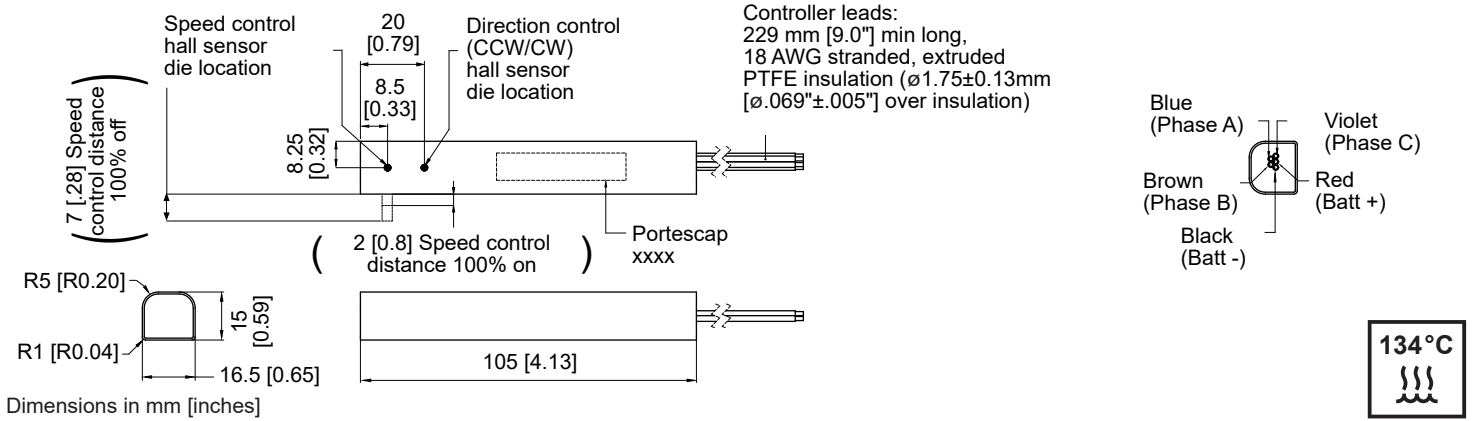 Speed control
hall sensor
die location
20
[0.79]
Direction control
(CCW/CW)
hall sensor
die location
Controller leads:
229 mm [9.0"] min long,
18 AWG stranded, extruded
PTFE insulation (ø1.75±0.13mm
[ø.069"±.005"] over insulation)
8.5
[0.33]
8.25
[0.32]
7 [.28] Speed
control distance
100% off
( 2 [0.8] Speed control
distance 100% on )
Portescap
xxxx
Blue
(Phase A)
Violet
(Phase C)
Brown
(Phase B)
Red
(Batt +)
Black
(Batt -)
R5 [R0.20]
R1 [R0.04]
15
[0.59]
16.5 [0.65]
105 [4.13]
134°C
Dimensions in mm [inches]